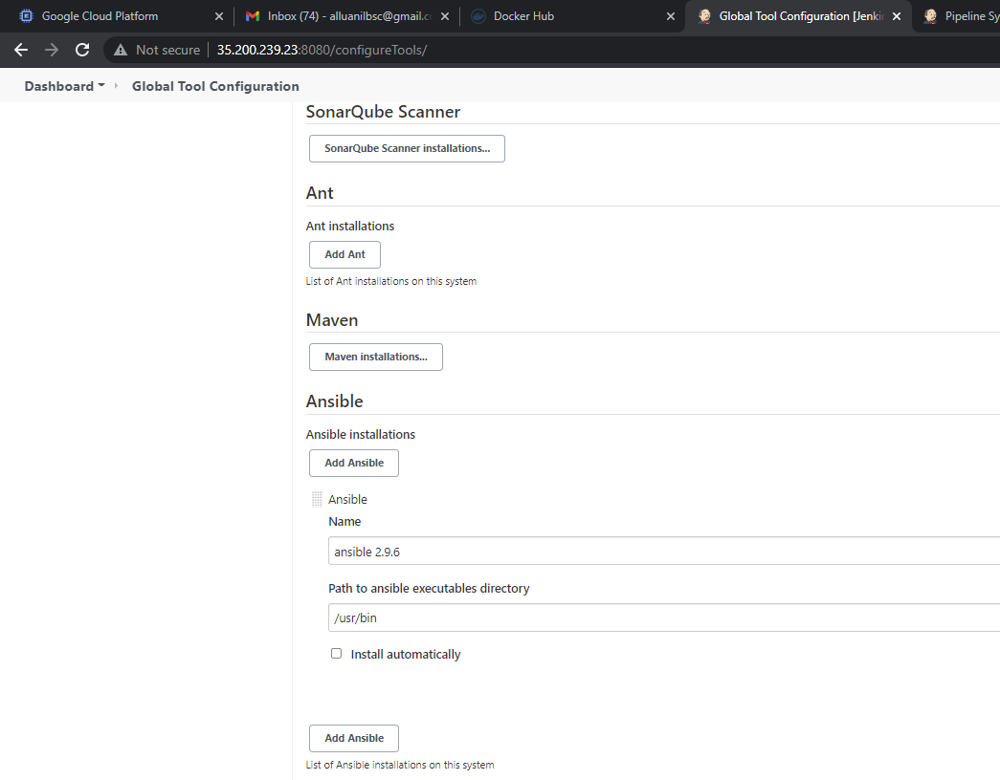 Google Cloud Platform
Inbox (74) - alluanilbsc@gmail.co
Docker Hub
Global Tool Configuration [Jenki
Pipeline Sy
Not secure 35.200.239.23:8080/configureTools/
Dashboard Global Tool Configuration
SonarQube Scanner
SonarQube Scanner installations...
Ant
Ant installations
Add Ant
List of Ant installations on this system
Maven
Maven installations...
Ansible
Ansible installations
Add Ansible
Ansible
Name
ansible 2.9.6
Path to ansible executables directory
/usr/bin
Install automatically
Add Ansible
List of Ansible installations on this system